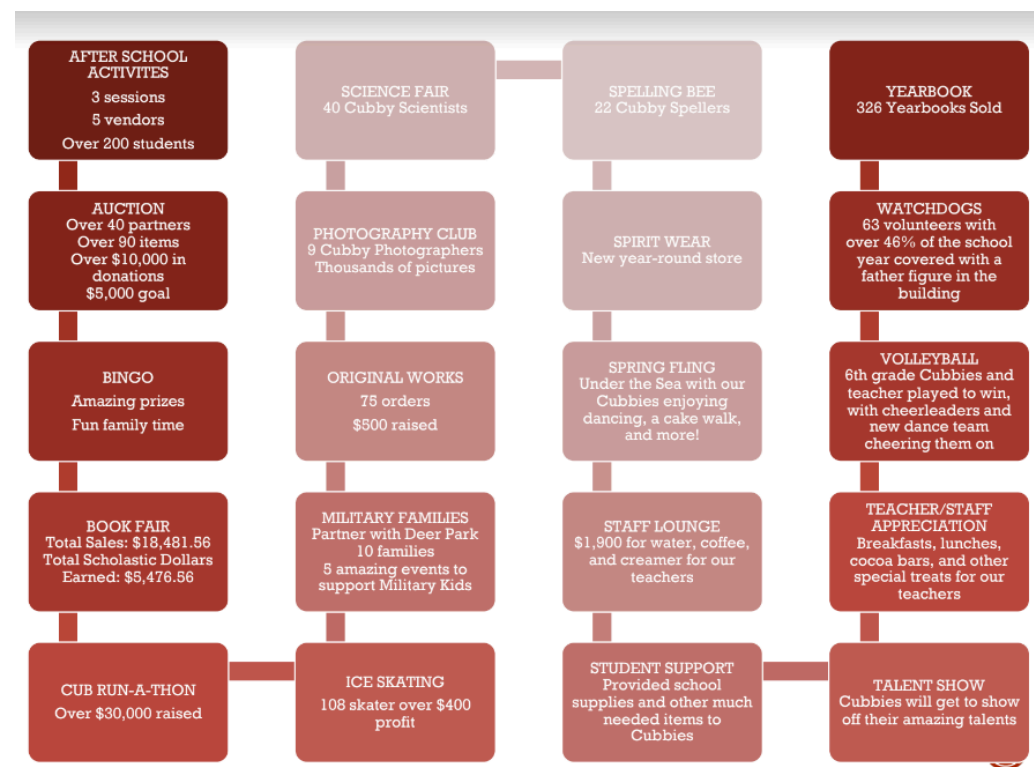 AFTER SCHOOL
ACTIVITES
3 sessions
5 vendors
Over 200 students
AUCTION
Over 40 partners
Over 90 items
Over $10,000 in
donations
$5,000 goal
BINGO
Amazing prizes
Fun family time
BOOK FAIR
Total Sales: $18,481.56
Total Scholastic Dollars
Earned: $5,476.56
CUB RUN-A-THON
Over $30,000 raised
ICE SKATING
108 skater over $400
profit
MILITARY FAMILIES
Partner with Deer Park
10 families
5 amazing events to
support Military Kids
ORIGINAL WORKS
75 orders
$500 raised
PHOTOGRAPHY CLUB
9 Cubby Photographers
Thousands of pictures
SCIENCE FAIR
40 Cubby Scientists
SPELLING BEE
22 Cubby Spellers
SPIRIT WEAR
New year-round store
SPRING FLING
Under the Sea with our
Cubbies enjoying
dancing, a cake walk,
and more!
STAFF LOUNGE
$1,900 for water, coffee,
and creamer for our
teachers
STUDENT SUPPORT
Provided school
supplies and other much
needed items to
Cubbies
TALENT SHOW
Cubbies will get to show
off their amazing talents
TEACHER/STAFF
APPRECIATION
Breakfasts, lunches,
cocoa bars, and other
special treats for our
teachers
VOLLEYBALL
6th grade Cubbies and
teacher played to win,
with cheerleaders and
new dance team
cheering them on
WATCHDOGS
63 volunteers with
over 46% of the school
year covered with a
father figure in the
building
YEARBOOK
326 Yearbooks Sold